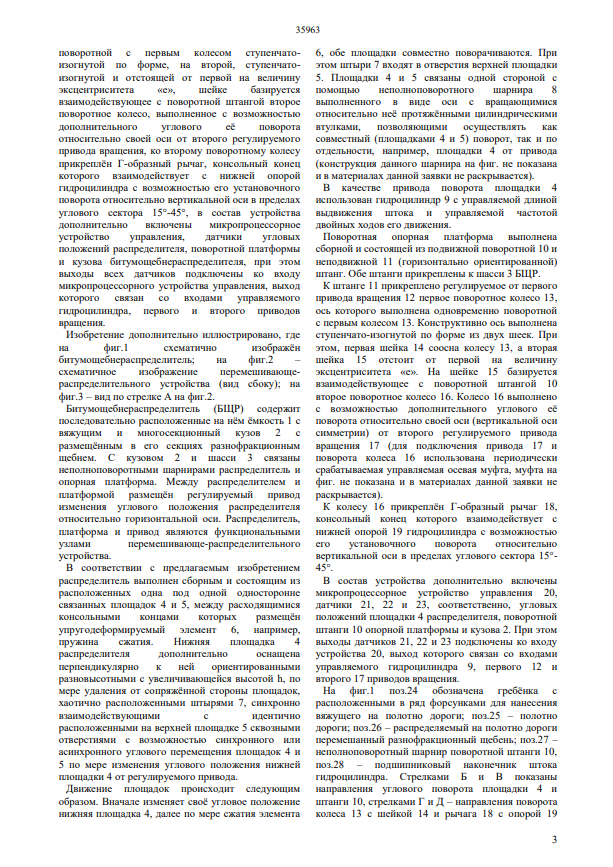 35963
поворотной с первым колесом ступенчато-
изогнутой по форме, на второй, ступенчато-
изогнутой и отстоящей от первой на величину
эксцентриситета «е», шейке базируется
взаимодействующее с поворотной штангой второе
поворотное колесо, выполненное с возможностью
дополнительного углового её поворота
относительно своей оси от второго регулируемого
привода вращения, ко второму поворотному колесу
прикреплён Г-образный рычаг, консольный конец
которого взаимодействует с нижней опорой
гидроцилиндра с возможностью его установочного
поворота относительно вертикальной оси в пределах
углового сектора 15°-45°, в состав устройства
дополнительно включены микропроцессорное
устройство управления, датчики угловых
положений распределителя, поворотной платформы
и кузова битумощебнераспределителя, при этом
выходы всех датчиков подключены ко входу
микропроцессорного устройства управления, выход
которого связан со входами управляемого
гидроцилиндра, первого и второго приводов
вращения.
Изобретение дополнительно иллюстрировано, где
на фиг.1 схематично изображён
битумощебнераспределитель; на фиг.2 –
схематичное изображение перемешивающе-
распределительного устройства (вид сбоку); на
фиг.3 – вид по стрелке А на фиг.2.
Битумощебнераспределитель (БЩР) содержит
последовательно расположенные на нём ёмкость 1 с
вяжущим и многосекционный кузов 2 с
размещённым в его секциях разнофракционным
щебнем. С кузовом 2 и шасси 3 связаны
неполноповоротными шарнирами распределитель и
опорная платформа. Между распределителем и
платформой размещён регулируемый привод
изменения углового положения распределителя
относительно горизонтальной оси. Распределитель,
платформа и привод являются функциональными
узлами перемешивающе-распределительного
устройства.
В соответствии с предлагаемым изобретением
распределитель выполнен сборным и состоящим из
расположенных одна под одной односторонне
связанных площадок 4 и 5, между расходящимися
консольными концами которых размещён
упругодеформируемый элемент 6, например,
пружина сжатия. Нижняя площадка 4
распределителя дополнительно оснащена
перпендикулярно к ней ориентированными
разновысотными с увеличивающейся высотой h, по
мере удаления от сопряжённой стороны площадок,
хаотично расположенными штырями 7, синхронно
взаимодействующими с идентично
расположенными на верхней площадке 5 сквозными
отверстиями с возможностью синхронного или
асинхронного углового перемещения площадок 4 и
5 по мере изменения углового положения нижней
площадки 4 от регулируемого привода.
Движение площадок происходит следующим
образом. Вначале изменяет своё угловое положение
нижняя площадка 4, далее по мере сжатия элемента
6, обе площадки совместно поворачиваются. При
этом штыри 7 входят в отверстия верхней площадки
5. Площадки 4 и 5 связаны одной стороной с
помощью неполноповоротного шарнира 8
выполненного в виде оси с вращающимися
относительно неё протяжёнными цилиндрическими
втулками, позволяющими осуществлять как
совместный (площадками 4 и 5) поворот, так и по
отдельности, например, площадки 4 от привода
(конструкция данного шарнира на фиг. не показана
и в материалах данной заявки не раскрывается).
В качестве привода поворота площадки 4
использован гидроцилиндр 9 с управляемой длиной
выдвижения штока и управляемой частотой
двойных ходов его движения.
Поворотная опорная платформа выполнена
сборной и состоящей из подвижной поворотной 10 и
неподвижной 11 (горизонтально ориентированной)
штанг. Обе штанги прикреплены к шасси 3 БЩР.
К штанге 11 прикреплено регулируемое от первого
привода вращения 12 первое поворотное колесо 13,
ось которого выполнена одновременно поворотной
с первым колесом 13. Конструктивно ось выполнена
ступенчато-изогнутой по форме из двух шеек. При
этом, первая шейка 14 соосна колесу 13, а вторая
шейка 15 отстоит от первой на величину
эксцентриситета «е». На шейке 15 базируется
взаимодействующее с поворотной штангой 10
второе поворотное колесо 16. Колесо 16 выполнено
с возможностью дополнительного углового её
поворота относительно своей оси (вертикальной оси
симметрии) от второго регулируемого привода
вращения 17 (для подключения привода 17 и
поворота колеса 16 использована периодически
срабатываемая управляемая осевая муфта, муфта на
фиг. не показана и в материалах данной заявки не
раскрывается).
К колесу 16 прикреплён Г-образный рычаг 18,
консольный конец которого взаимодействует с
нижней опорой 19 гидроцилиндра с возможностью
его установочного поворота относительно
вертикальной оси в пределах углового сектора 15°-
45°.
В состав устройства дополнительно включены
микропроцессорное устройство управления 20,
датчики 21, 22 и 23, соответственно, угловых
положений площадки 4 распределителя, поворотной
штанги 10 опорной платформы и кузова 2. При этом
выходы датчиков 21, 22 и 23 подключены ко входу
устройства 20, выход которого связан со входами
управляемого гидроцилиндра 9, первого 12 и
второго 17 приводов вращения.
На фиг.1 поз.24 обозначена гребёнка с
расположенными в ряд форсунками для нанесения
вяжущего на полотно дороги; поз.25 – полотно
дороги; поз.26 – распределяемый на полотно дороги
перемешанный разнофракционный щебень; поз.27 –
неполноповоротный шарнир поворотной штанги 10,
поз.28 – подшипниковый наконечник штока
гидроцилиндра. Стрелками Б и В показаны
направления углового поворота площадки 4 и
штанги 10, стрелками Г и Д – направления поворота
колеса 13 с шейкой 14 и рычага 18 с опорой 19
3